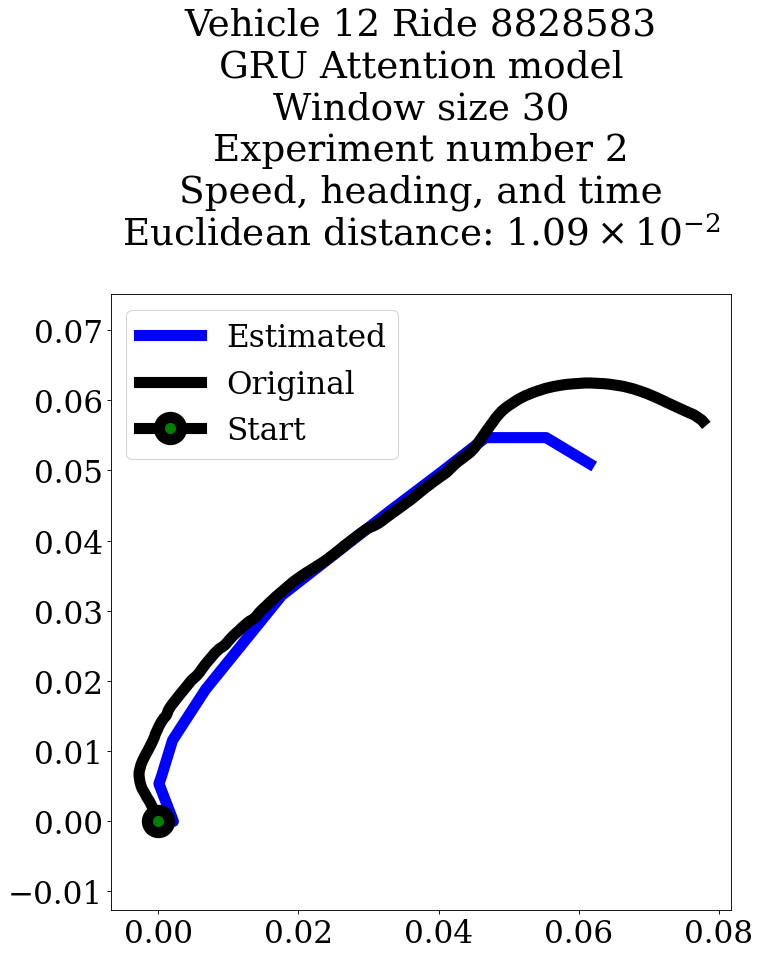 Vehicle 12 Ride 8828583
GRU Attention model
Window size 30
Experiment number 2
Speed, heading, and time
Euclidean distance: 1.09 × 10⁻²
Estimated
Original
Start
0.07
0.06
0.05
0.04
0.03
0.02
0.01
0.00
−0.01
0.00 0.02 0.04 0.06 0.08